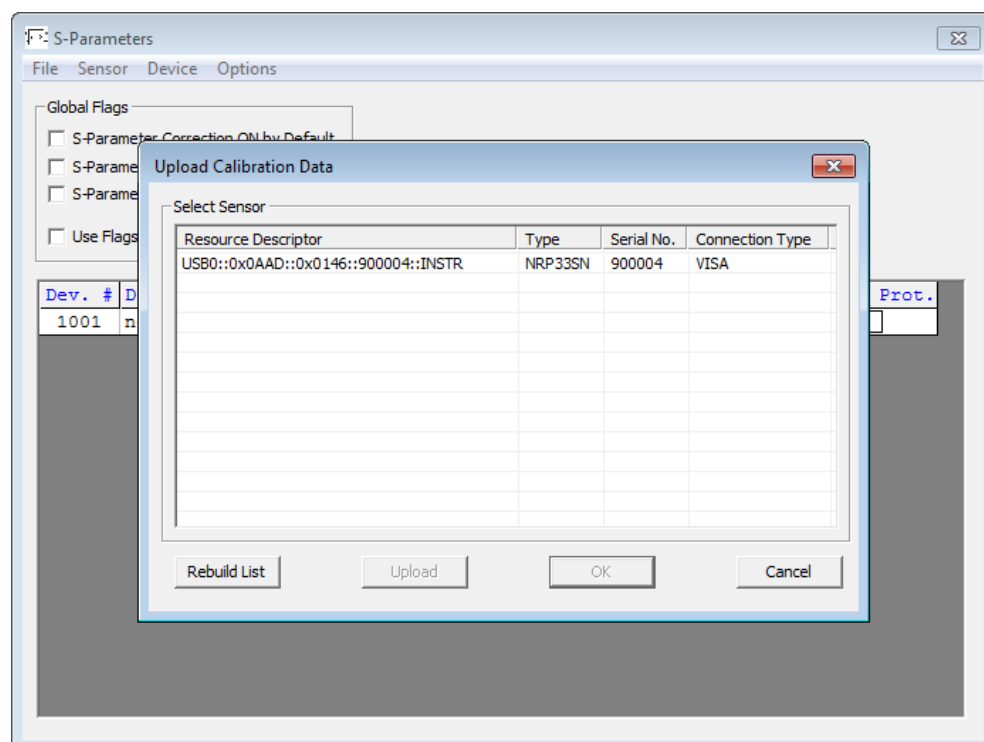 S-Parameters
File Sensor Device Options
Global Flags
S-Parameter Correction ON by Default
S-Parame
S-Parame
Use Flags
Upload Calibration Data
Select Sensor
Resource Descriptor Type Serial No. Connection Type
USB0::0x0AAD::0x0146::900004::INSTR NRP33SN 900004 VISA
Dev. # D Prot.
1001 n
Rebuild List Upload OK Cancel